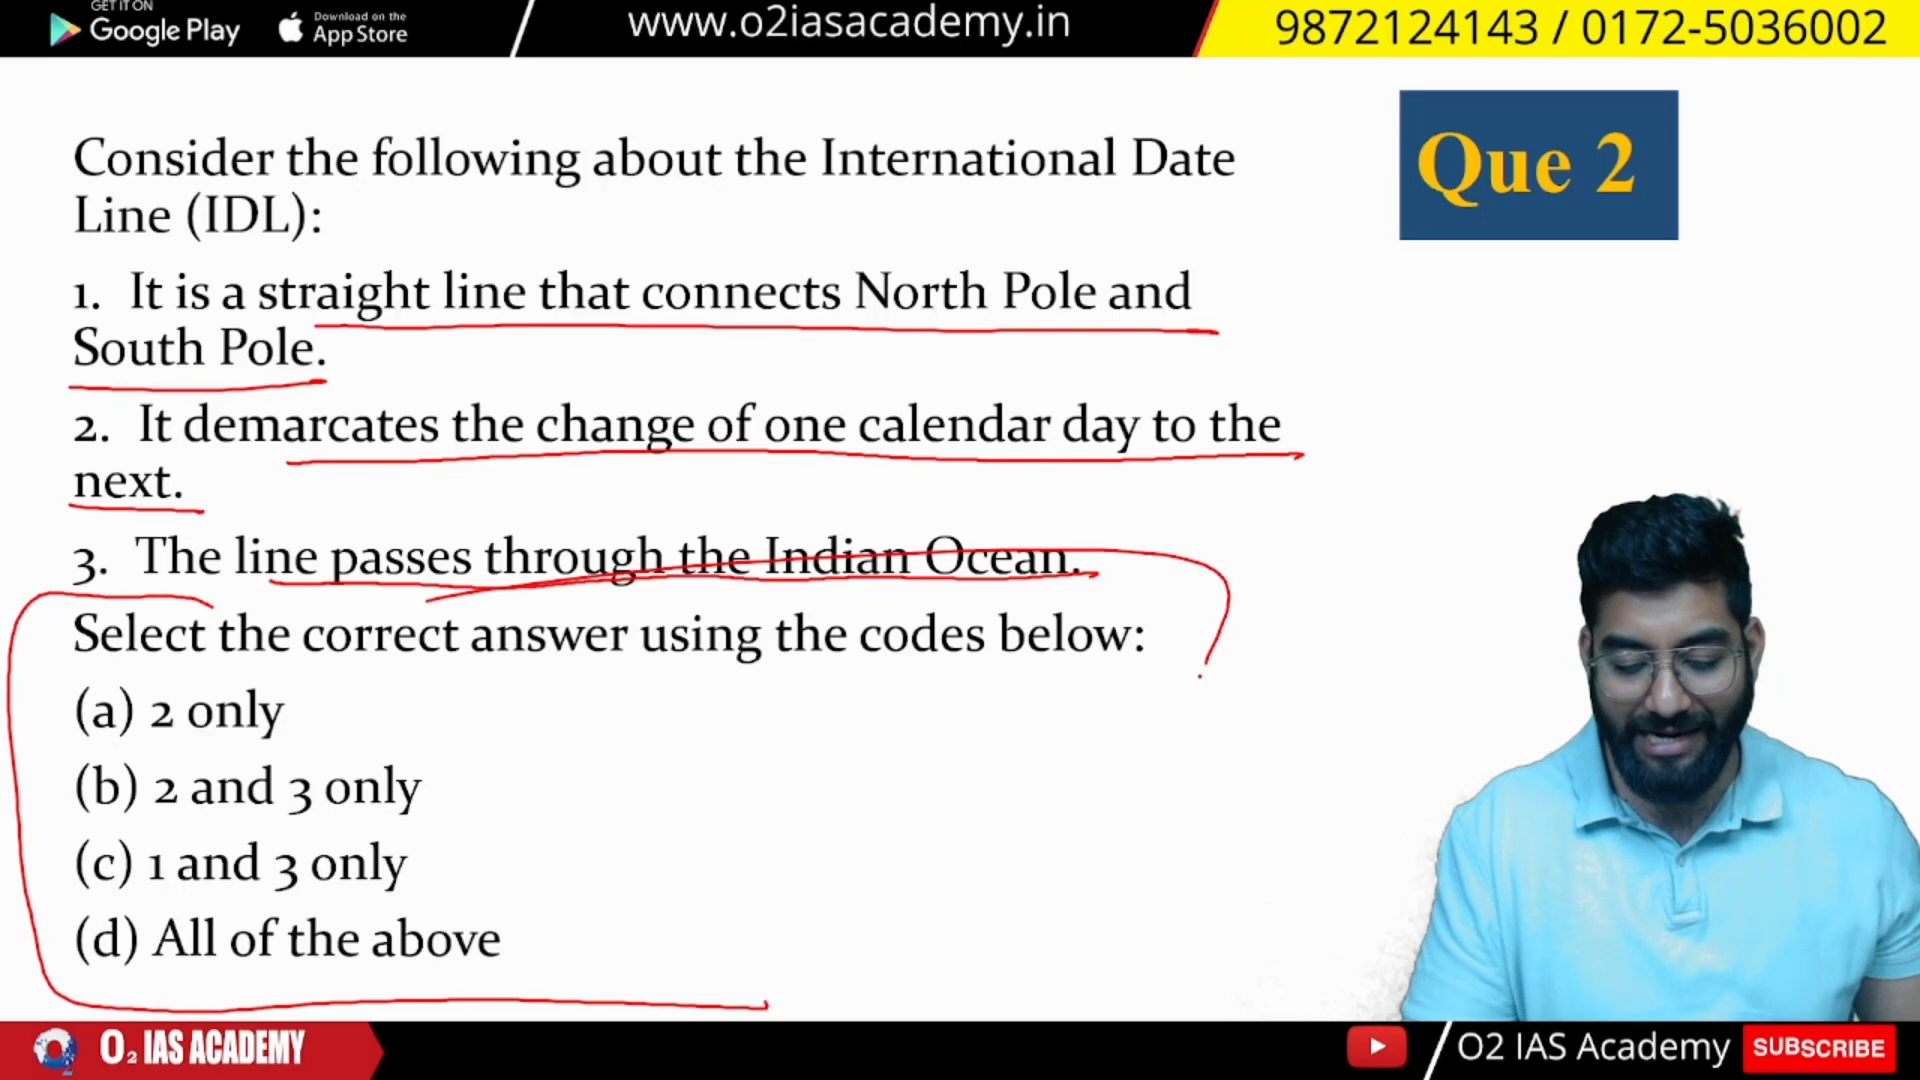 GET IT ON
Google Play
Download on the
App Store
www.o2iasacademy.in
9872124143 / 0172-5036002
Que 2
Consider the following about the International Date
Line (IDL):
1. It is a straight line that connects North Pole and
South Pole.
2. It demarcates the change of one calendar day to the
next.
3. The line passes through the Indian Ocean.
Select the correct answer using the codes below:
(a) 2 only
(b) 2 and 3 only
(c) 1 and 3 only
(d) All of the above
O2 IAS ACADEMY
O2 IAS Academy
SUBSCRIBE